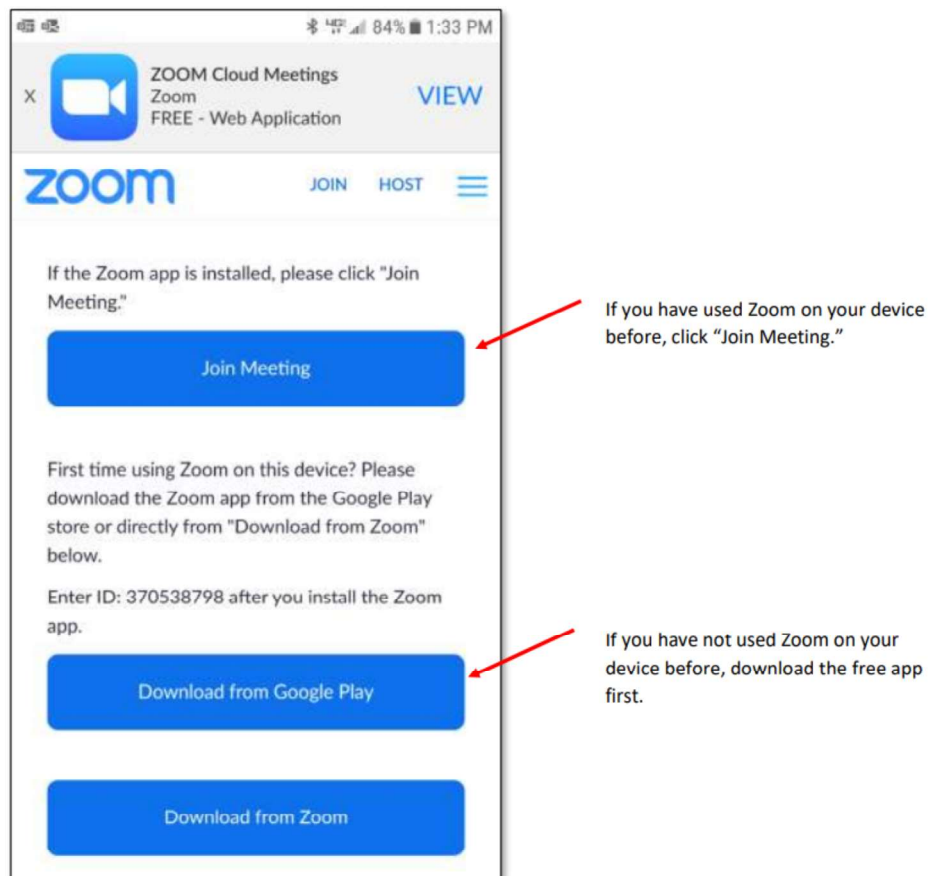 84% 1:33 PM
X
ZOOM Cloud Meetings
Zoom
FREE - Web Application
VIEW
zoom
JOIN HOST
If the Zoom app is installed, please click "Join
Meeting."
Join Meeting
If you have used Zoom on your device
before, click “Join Meeting.”
First time using Zoom on this device? Please
download the Zoom app from the Google Play
store or directly from "Download from Zoom"
below.
Enter ID: 370538798 after you install the Zoom
app.
Download from Google Play
If you have not used Zoom on your
device before, download the free app
first.
Download from Zoom